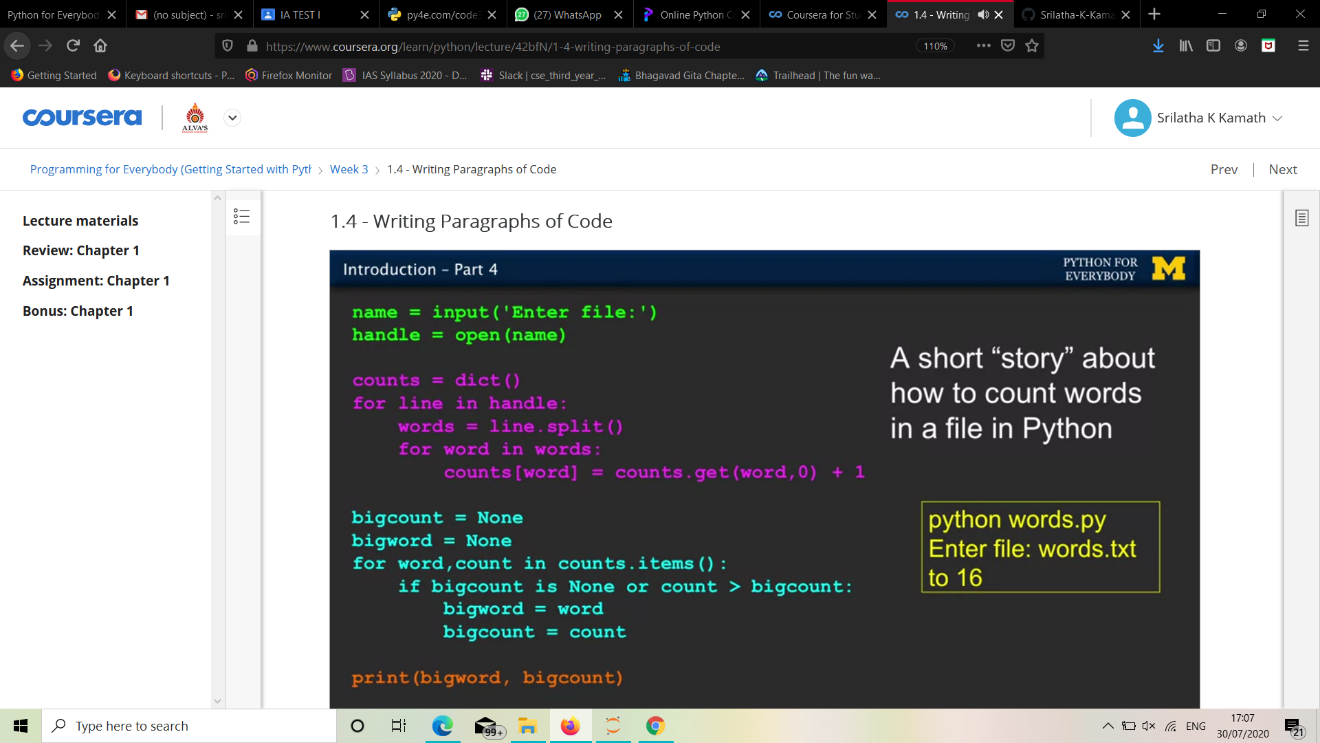 Python for Everybod
(no subject) - sri
IA TEST I
py4e.com/code
(27) WhatsApp
Online Python C
Coursera for Stu
1.4 - Writing
Srilatha-K-Kama
https://www.coursera.org/learn/python/lecture/42bfN/1-4-writing-paragraphs-of-code
110%
Getting Started
Keyboard shortcuts - P...
Firefox Monitor
IAS Syllabus 2020 - D...
Slack | cse_third_year_...
Bhagavad Gita Chapte...
Trailhead | The fun wa...
coursera
ALVA'S
Srilatha K Kamath
Programming for Everybody (Getting Started with Pyth > Week 3 > 1.4 - Writing Paragraphs of Code
Prev | Next
Lecture materials
Review: Chapter 1
Assignment: Chapter 1
Bonus: Chapter 1
1.4 - Writing Paragraphs of Code
Introduction – Part 4
PYTHON FOR
EVERYBODY
M
name = input('Enter file:')
handle = open(name)
counts = dict()
for line in handle:
    words = line.split()
    for word in words:
        counts[word] = counts.get(word,0) + 1
bigcount = None
bigword = None
for word,count in counts.items():
    if bigcount is None or count > bigcount:
        bigword = word
        bigcount = count
print(bigword, bigcount)
A short “story” about
how to count words
in a file in Python
python words.py
Enter file: words.txt
to 16
Type here to search
99+
ENG
17:07
30/07/2020
21